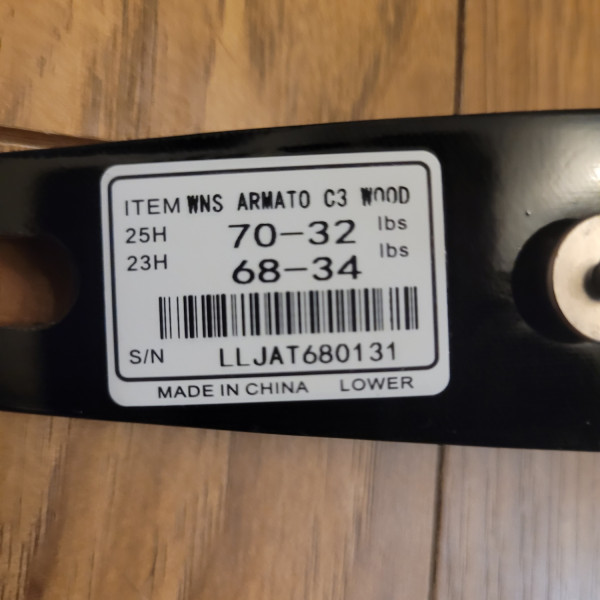 ITEM WNS ARMATO C3 WOOD
25H 70-32 lbs
23H 68-34 lbs
S/N LLJAT680131
MADE IN CHINA LOWER